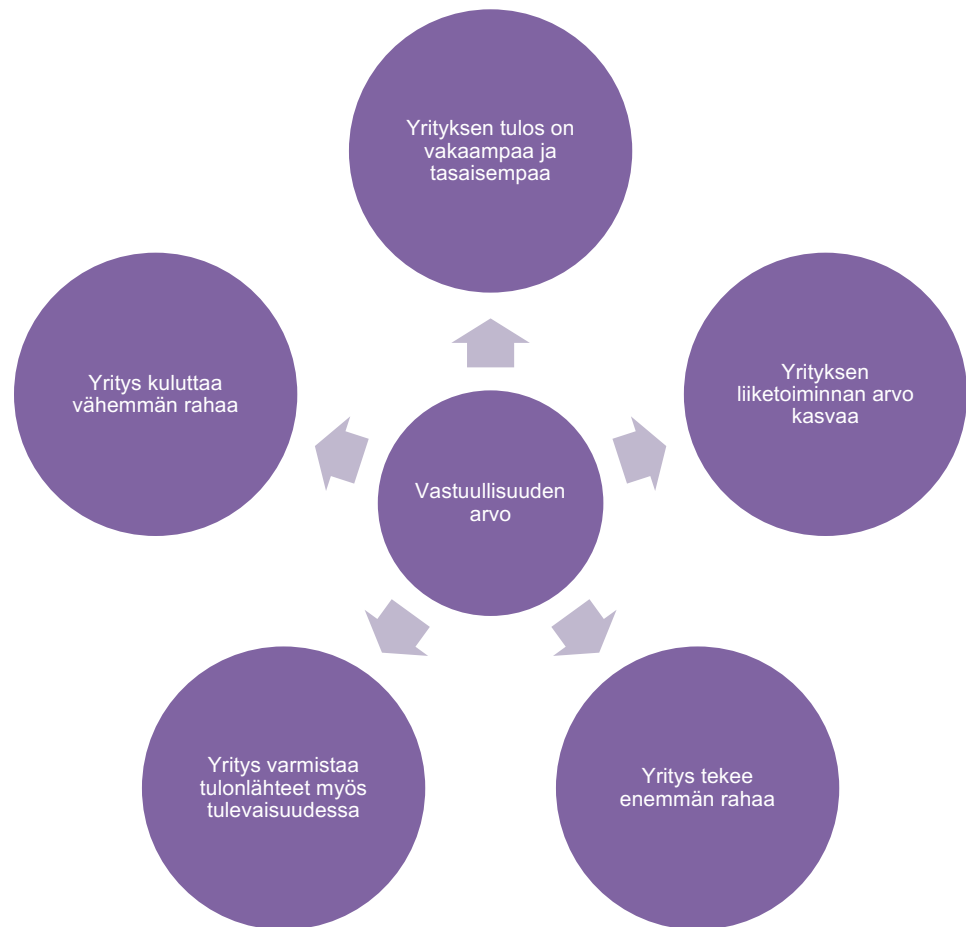 Yrityksen tulos on
vakaampaa ja
tasaisempaa
Yrityksen
liiketoiminnan arvo
kasvaa
Yritys tekee
enemmän rahaa
Yritys varmistaa
tulonlähteet myös
tulevaisuudessa
Yritys kuluttaa
vähemmän rahaa
Vastuullisuuden
arvo